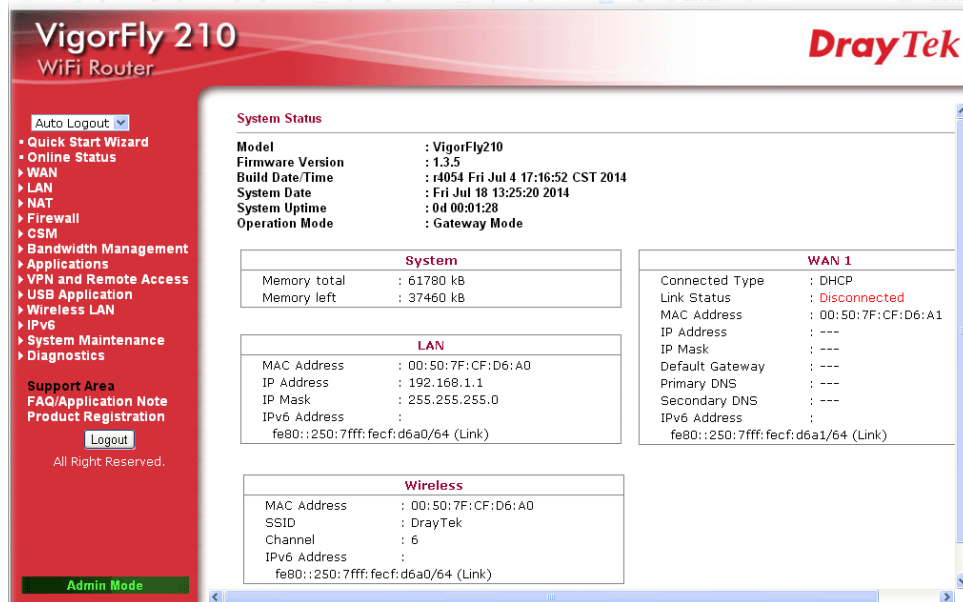 VigorFly 210
WiFi Router
DrayTek
Auto Logout
Quick Start Wizard
Online Status
WAN
LAN
NAT
Firewall
CSM
Bandwidth Management
Applications
VPN and Remote Access
USB Application
Wireless LAN
IPv6
System Maintenance
Diagnostics
Support Area
FAQ/Application Note
Product Registration
Logout
All Right Reserved.
Admin Mode
System Status
Model : VigorFly210
Firmware Version : 1.3.5
Build Date/Time : r4054 Fri Jul 4 17:16:52 CST 2014
System Date : Fri Jul 18 13:25:20 2014
System Uptime : 0d 00:01:28
Operation Mode : Gateway Mode
System
Memory total : 61780 kB
Memory left : 37460 kB
LAN
MAC Address : 00:50:7F:CF:D6:A0
IP Address : 192.168.1.1
IP Mask : 255.255.255.0
IPv6 Address :
fe80::250:7fff:fecf:d6a0/64 (Link)
Wireless
MAC Address : 00:50:7F:CF:D6:A0
SSID : DrayTek
Channel : 6
IPv6 Address :
fe80::250:7fff:fecf:d6a0/64 (Link)
WAN 1
Connected Type : DHCP
Link Status : Disconnected
MAC Address : 00:50:7F:CF:D6:A1
IP Address : ---
IP Mask : ---
Default Gateway : ---
Primary DNS : ---
Secondary DNS : ---
IPv6 Address :
fe80::250:7fff:fecf:d6a1/64 (Link)